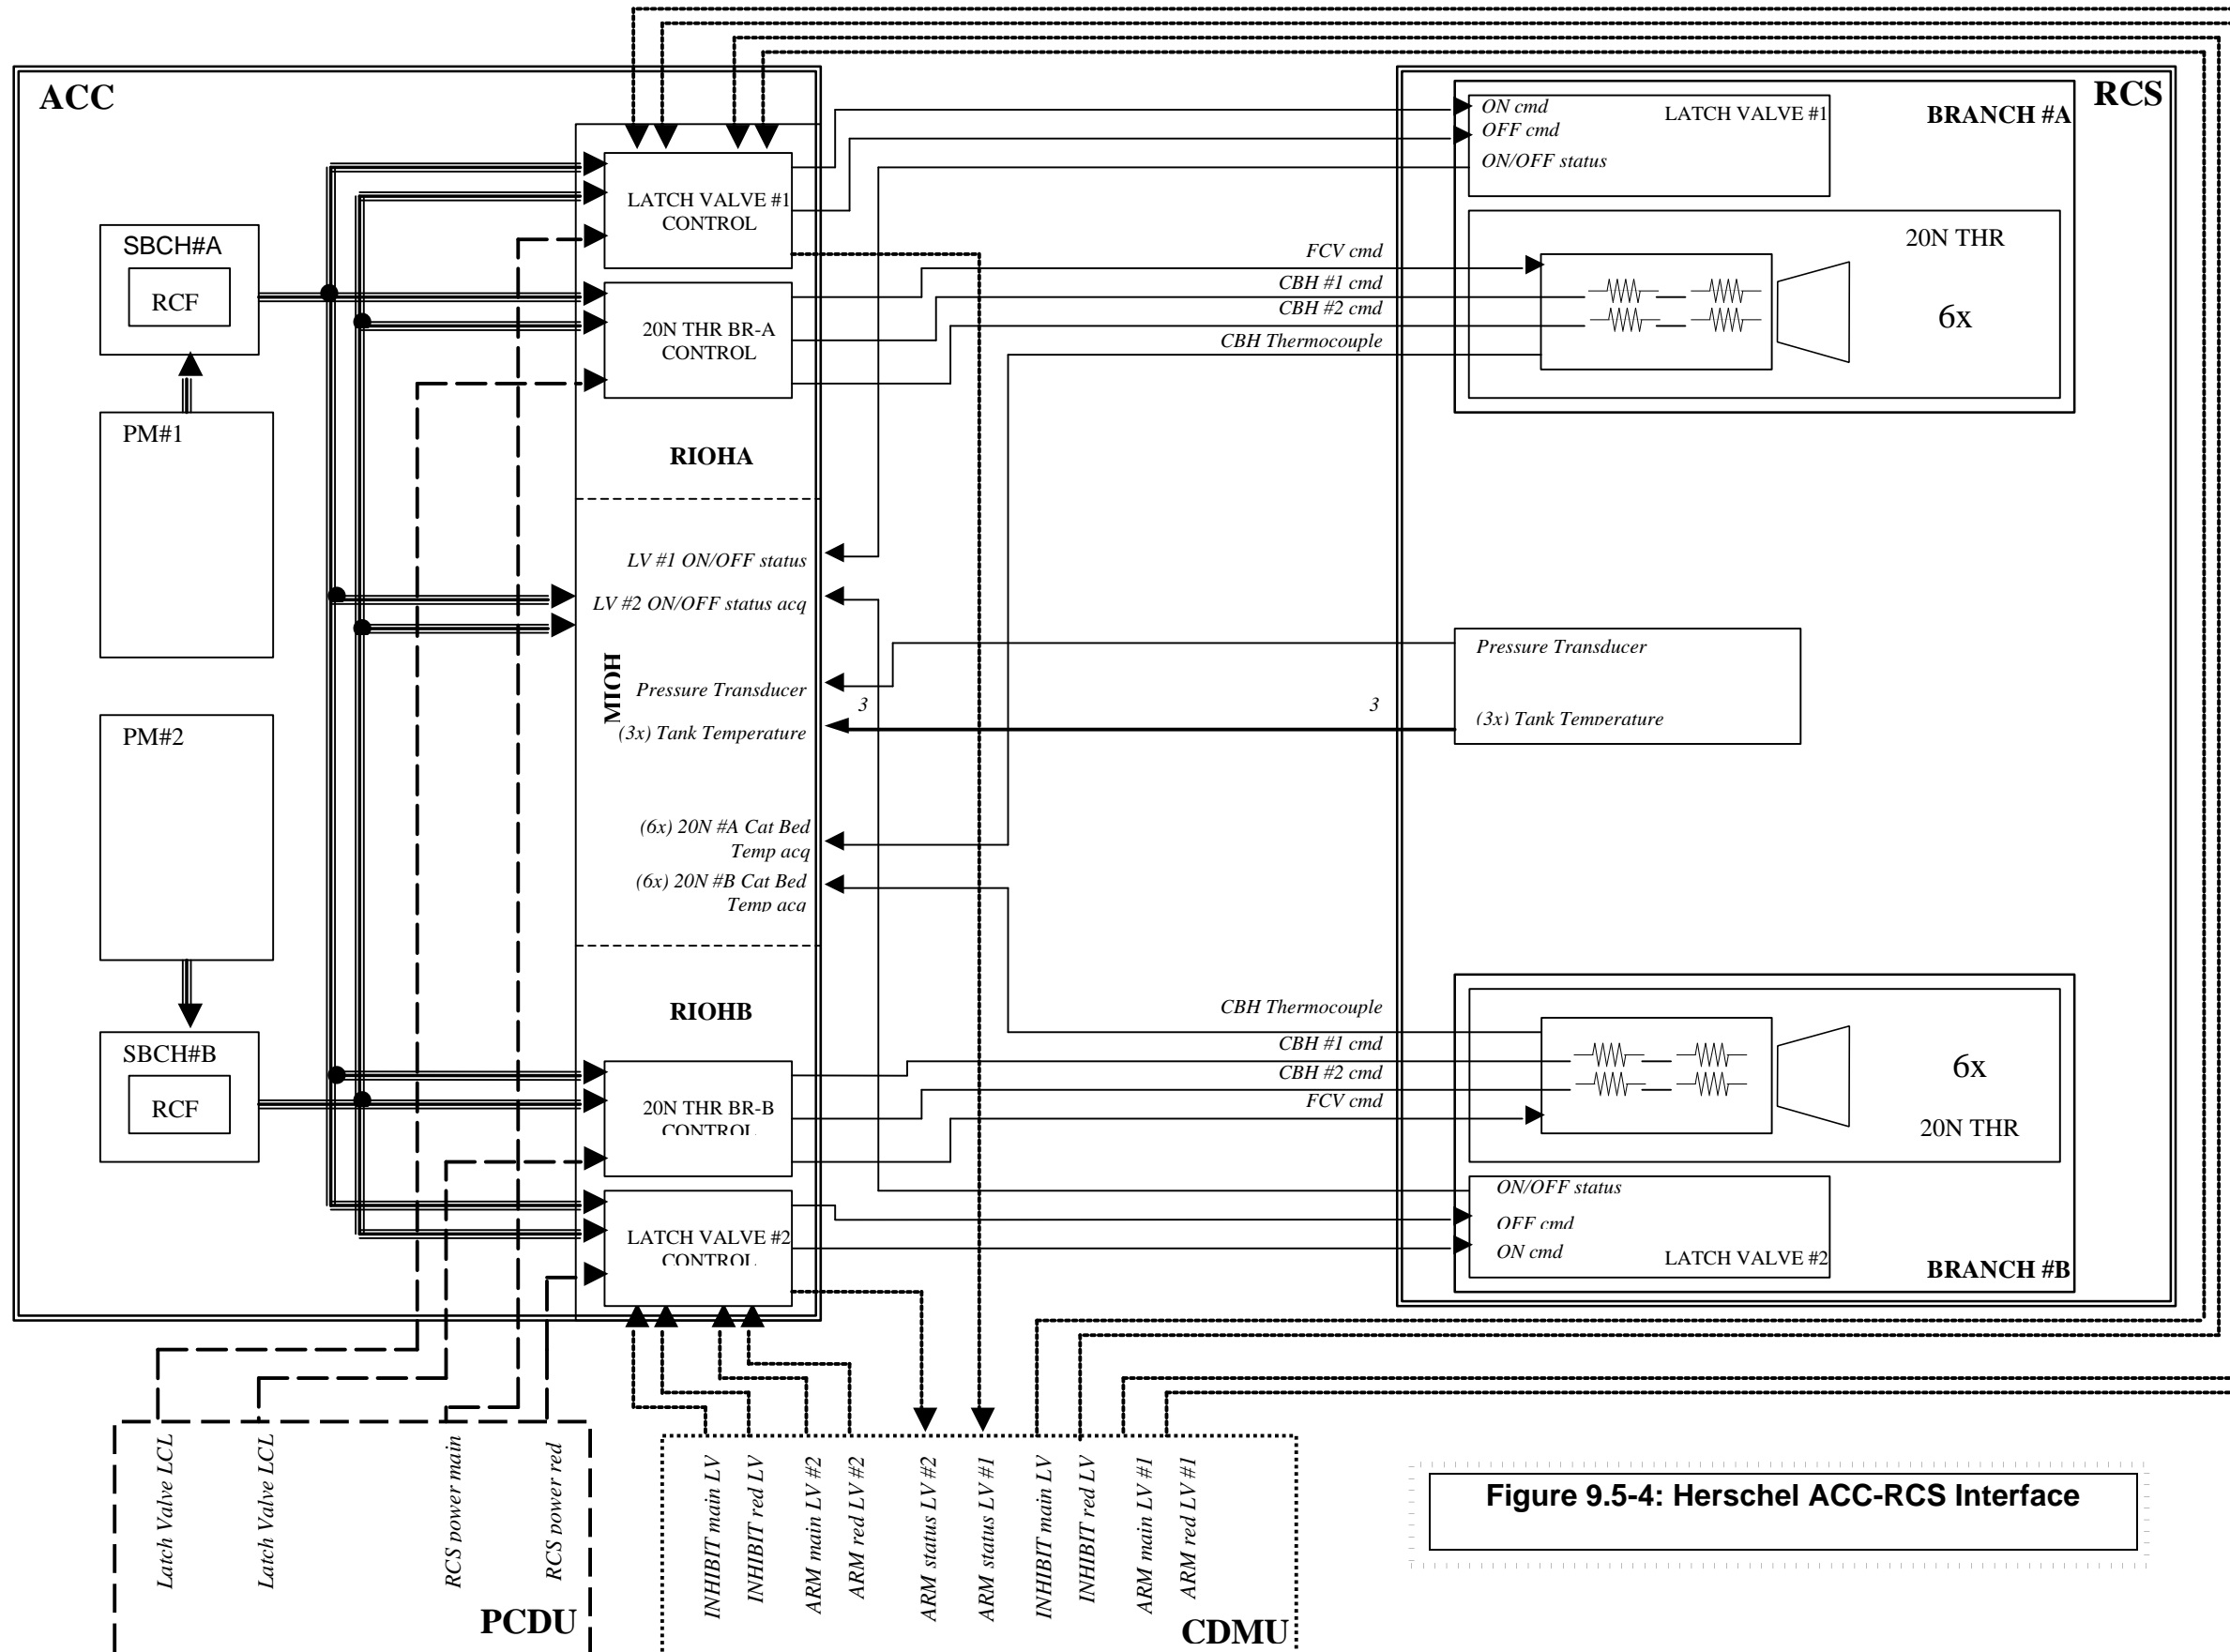 ACC
SBCH#A
RCF
PM#1
PM#2
SBCH#B
RCF
LATCH VALVE #1
CONTROL
20N THR BR-A
CONTROL
RIOHA
LV #1 ON/OFF status
LV #2 ON/OFF status acq
MIOH
Pressure Transducer
(3x) Tank Temperature
(6x) 20N #A Cat Bed
Temp acq
(6x) 20N #B Cat Bed
Temp acq
RIOHB
20N THR BR-B
CONTROL
LATCH VALVE #2
CONTROL
FCV cmd
CBH #1 cmd
CBH #2 cmd
CBH Thermocouple
3
3
CBH Thermocouple
CBH #1 cmd
CBH #2 cmd
FCV cmd
RCS
BRANCH #A
ON cmd
OFF cmd
ON/OFF status
LATCH VALVE #1
20N THR
6x
Pressure Transducer
(3x) Tank Temperature
6x
20N THR
ON/OFF status
OFF cmd
ON cmd
LATCH VALVE #2
BRANCH #B
Latch Valve LCL
Latch Valve LCL
RCS power main
RCS power red
PCDU
INHIBIT main LV
INHIBIT red LV
ARM main LV #2
ARM red LV #2
ARM status LV #2
ARM status LV #1
INHIBIT main LV
INHIBIT red LV
ARM main LV #1
ARM red LV #1
CDMU
Figure 9.5-4: Herschel ACC-RCS Interface